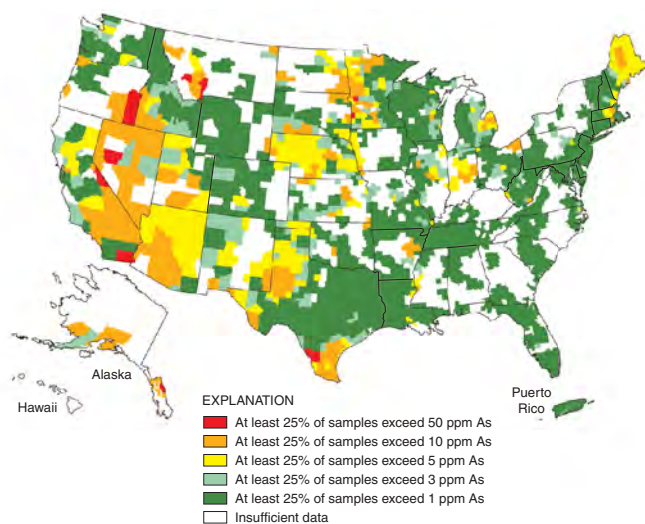 Alaska
Hawaii
Puerto
Rico
EXPLANATION
At least 25% of samples exceed 50 ppm As
At least 25% of samples exceed 10 ppm As
At least 25% of samples exceed 5 ppm As
At least 25% of samples exceed 3 ppm As
At least 25% of samples exceed 1 ppm As
Insufficient data